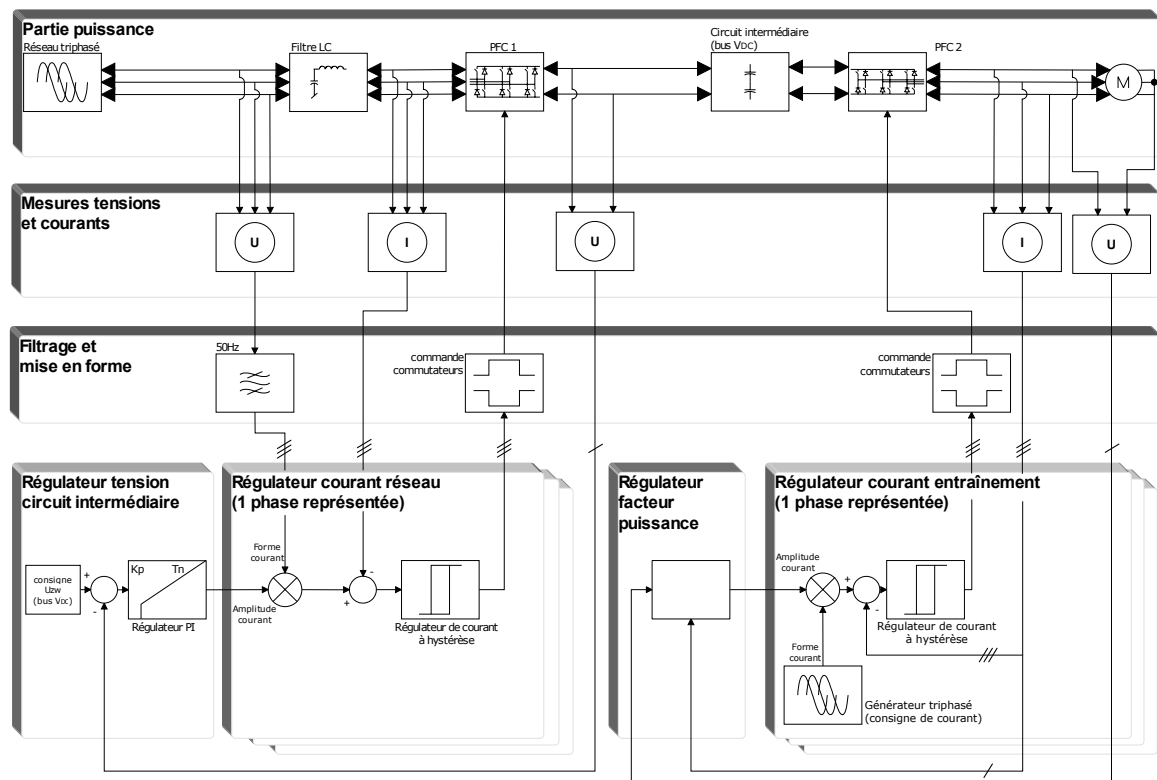 Partie puissance
Réseau triphasé
Filtre LC
PFC 1
Circuit intermédiaire
(bus VDC)
PFC 2
M
Mesures tensions
et courants
U
I
U
I
U
Filtrage et
mise en forme
50Hz
commande
commutateurs
commande
commutateurs
Régulateur tension
circuit intermédiaire
Régulateur courant réseau
(1 phase représentée)
Régulateur
facteur
puissance
Régulateur courant entraînement
(1 phase représentée)
consigne
Uzw
(bus VDC)
+
-
Kp
Tn
Régulateur PI
Forme
courant
Amplitude
courant
-
+
Régulateur de courant
à hystérèse
Amplitude
courant
+
-
Régulateur de courant
à hystérèse
Forme
courant
Générateur triphasé
(consigne de courant)